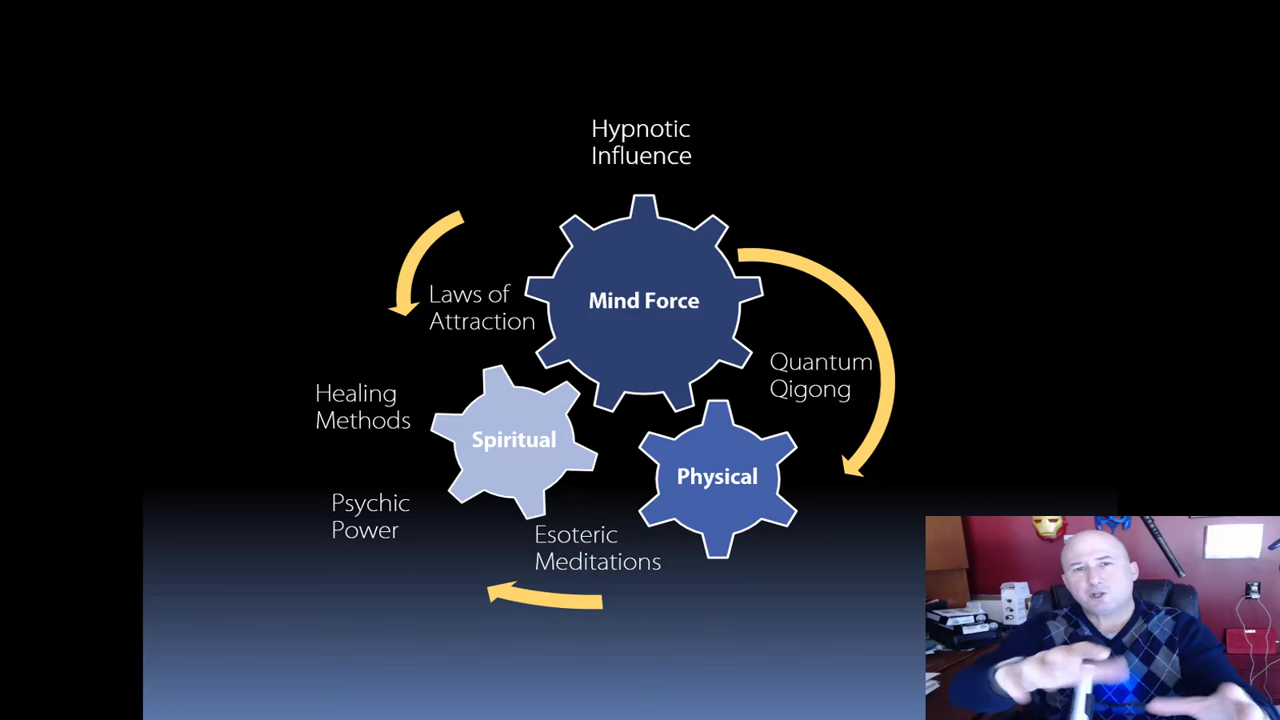 Hypnotic
Influence
Mind Force
Laws of
Attraction
Quantum
Qigong
Healing
Methods
Spiritual
Physical
Psychic
Power
Esoteric
Meditations